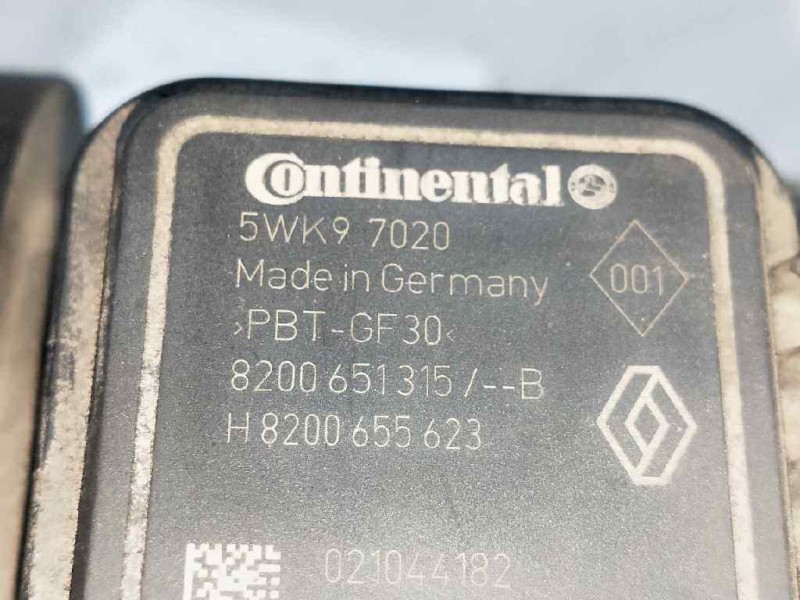 Continental
5WK9 7020
Made in Germany
001
>PBT-GF30<
8200 651 315 /--B
H 8200 655 623
021044182